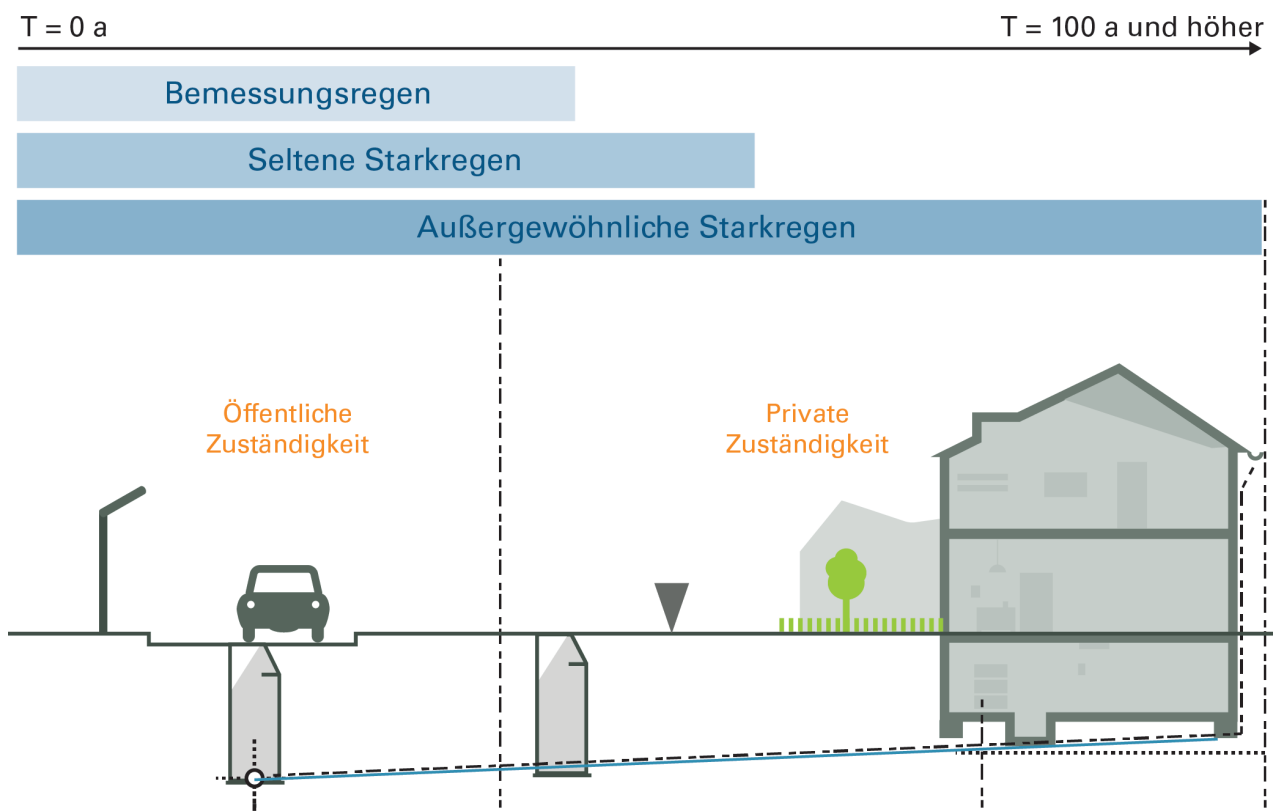 T = 0 a
T = 100 a und höher
Bemessungsregen
Seltene Starkregen
Außergewöhnliche Starkregen
Öffentliche
Zuständigkeit
Private
Zuständigkeit